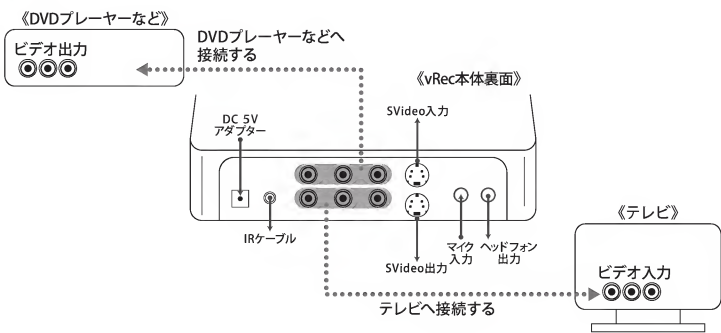 《DVDプレーヤーなど》
ビデオ出力
DVDプレーヤーなどへ
接続する
《vRec本体裏面》
SVideo入力
DC 5V
アダプター
IRケーブル
SVideo出力
マイク
入力
ヘッドフォン
出力
《テレビ》
ビデオ入力
テレビへ接続する